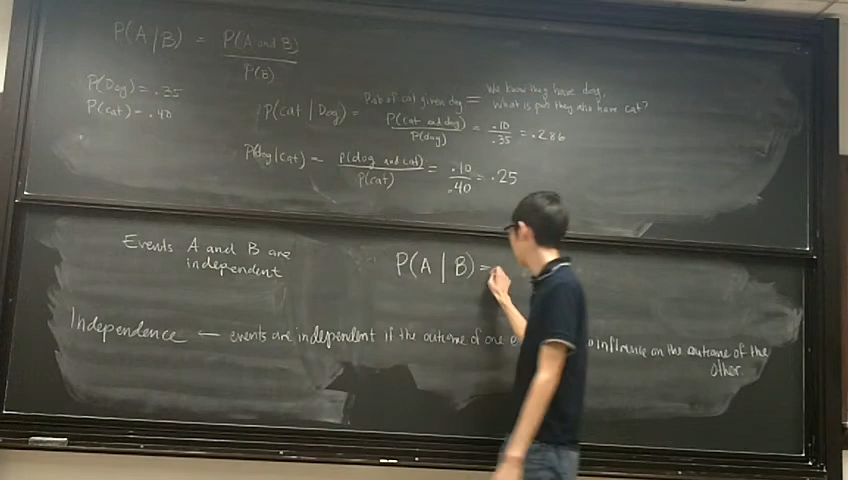 P(A | B) = P(A and B)
P(B)
P(Dog) = .35
P(cat) = .40
P(cat | Dog) = Prob of cat given dog = We know they have dog,
What is prob they also have cat?
P(cat and dog) = .10 = .286
P(dog) .35
P(dog | cat) = P(dog and cat) = .10 = .25
P(cat) .40
Events A and B are
independent
P(A | B) =
Independence — events are independent if the outcome of one
influence on the outcome of the
other.